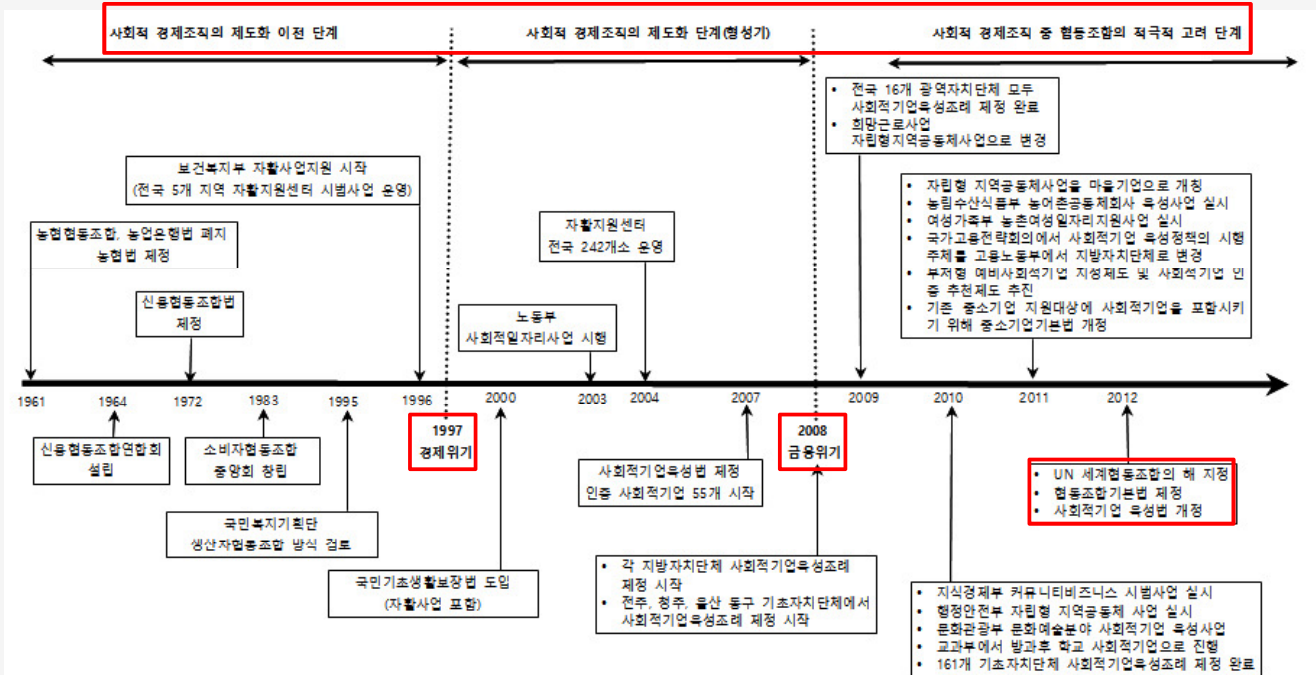 사회적 경제조직의 제도화 이전 단계
사회적 경제조직의 제도화 단계(형성기)
사회적 경제조직 중 협동조합의 적극적 고려 단계
• 전국 16개 광역자치단체 모두
사회적기업육성조례 제정 완료
• 희망근로사업
자립형지역공동체사업으로 변경
보건복지부 자활사업지원 시작
(전국 5개 지역 자활지원센터 시범사업 운영)
• 자립형 지역공동체사업을 마을기업으로 개칭
• 농림수산식품부 농어촌공동체회사 육성사업 실시
• 여성가족부 농촌여성일자리지원사업 실시
• 국가고용전략회의에서 사회적기업 육성정책의 시행
주체를 고용노동부에서 지방자치단체로 변경
• 부처형 예비사회적기업 지정제도 및 사회적기업 인
증 추천제도 추진
• 기존 중소기업 지원대상에 사회적기업을 포함시키
기 위해 중소기업기본법 개정
농협협동조합, 농업은행법 폐지
농협법 제정
자활지원센터
전국 242개소 운영
신용협동조합법
제정
노동부
사회적일자리사업 시행
1961
1964
1972
1983
1995
1996
2000
2003
2004
2007
2009
2010
2011
2012
1997
경제위기
2008
금융위기
신용협동조합연합회
설립
소비자협동조합
중앙회 창립
사회적기업육성법 제정
인증 사회적기업 55개 시작
• UN 세계협동조합의 해 지정
• 협동조합기본법 제정
• 사회적기업 육성법 개정
국민복지기획단
생산자협동조합 방식 검토
국민기초생활보장법 도입
(자활사업 포함)
• 각 지방자치단체 사회적기업육성조례
제정 시작
• 전주, 청주, 울산 동구 기초자치단체에서
사회적기업육성조례 제정 시작
• 지식경제부 커뮤니티비즈니스 시범사업 실시
• 행정안전부 자립형 지역공동체 사업 실시
• 문화관광부 문화예술분야 사회적기업 육성사업
• 교과부에서 방과후 학교 사회적기업으로 진행
• 161개 기초자치단체 사회적기업육성조례 제정 완료